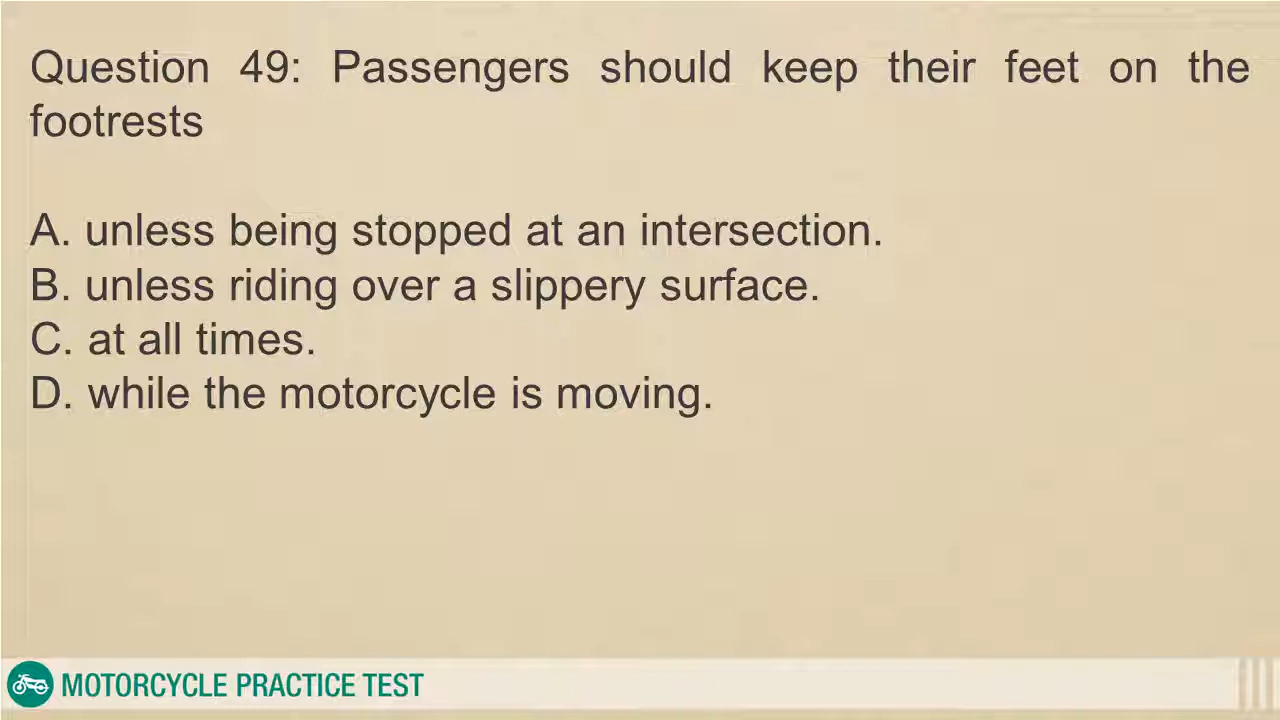 Question 49: Passengers should keep their feet on the
footrests
A. unless being stopped at an intersection.
B. unless riding over a slippery surface.
C. at all times.
D. while the motorcycle is moving.
MOTORCYCLE PRACTICE TEST